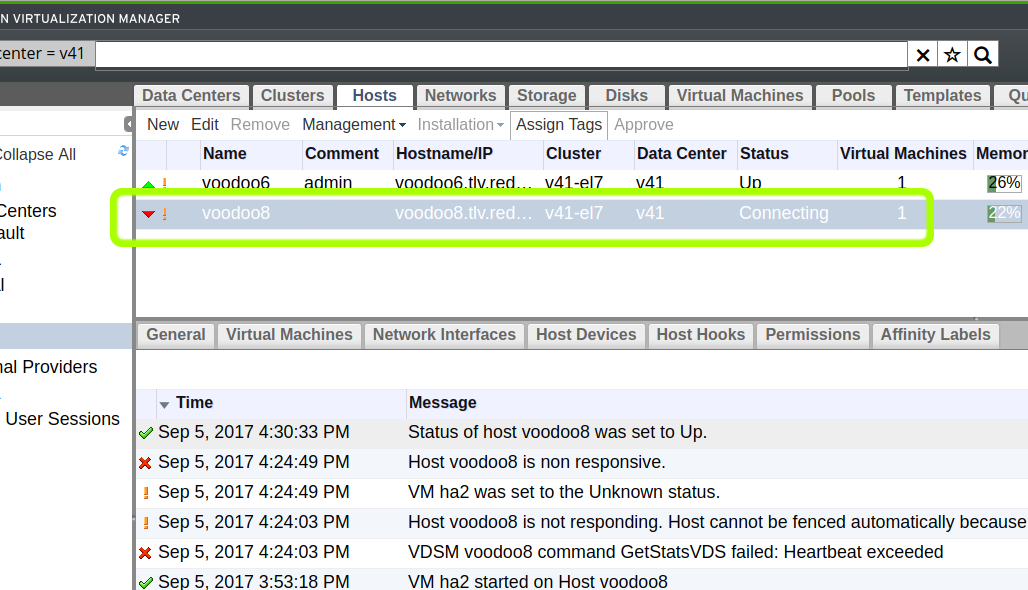 N VIRTUALIZATION MANAGER
center = v41
Data Centers Clusters Hosts Networks Storage Disks Virtual Machines Pools Templates Qu
New Edit Remove Management Installation Assign Tags Approve
Collapse All
Name Comment Hostname/IP Cluster Data Center Status Virtual Machines Memor
voodoo6 admin voodoo6.tlv.red... v41-el7 v41 Up 1 26%
voodoo8 voodoo8.tlv.red... v41-el7 v41 Connecting 1 22%
Centers
ault
l
General Virtual Machines Network Interfaces Host Devices Host Hooks Permissions Affinity Labels
nal Providers
User Sessions
Time Message
Sep 5, 2017 4:30:33 PM Status of host voodoo8 was set to Up.
Sep 5, 2017 4:24:49 PM Host voodoo8 is non responsive.
Sep 5, 2017 4:24:49 PM VM ha2 was set to the Unknown status.
Sep 5, 2017 4:24:03 PM Host voodoo8 is not responding. Host cannot be fenced automatically because
Sep 5, 2017 4:24:03 PM VDSM voodoo8 command GetStatsVDS failed: Heartbeat exceeded
Sep 5, 2017 3:53:18 PM VM ha2 started on Host voodoo8